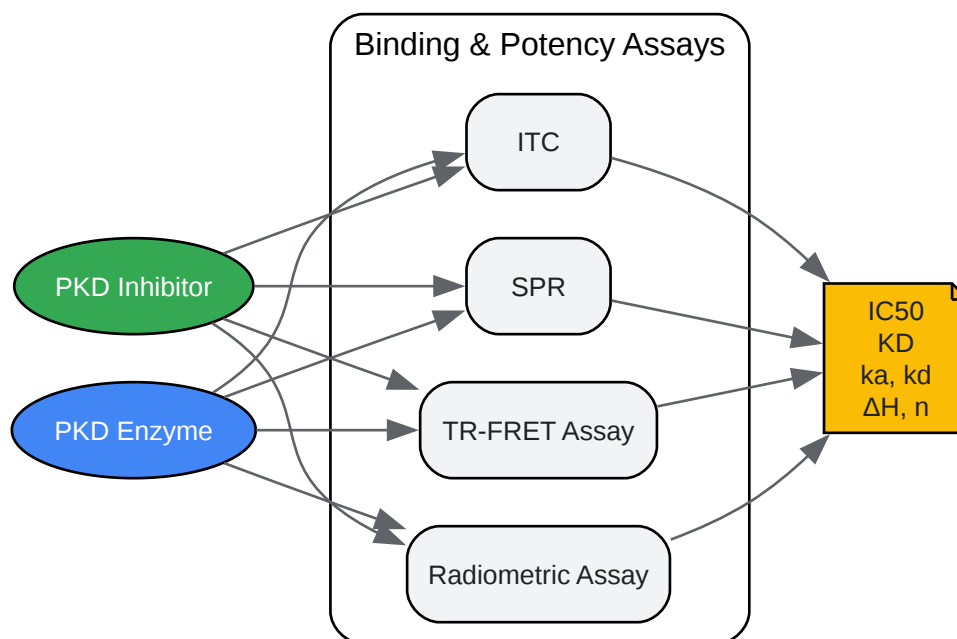 Binding & Potency Assays
ITC
PKD Inhibitor
SPR
IC50
KD
ka, kd
ΔH, n
PKD Enzyme
TR-FRET Assay
Radiometric Assay